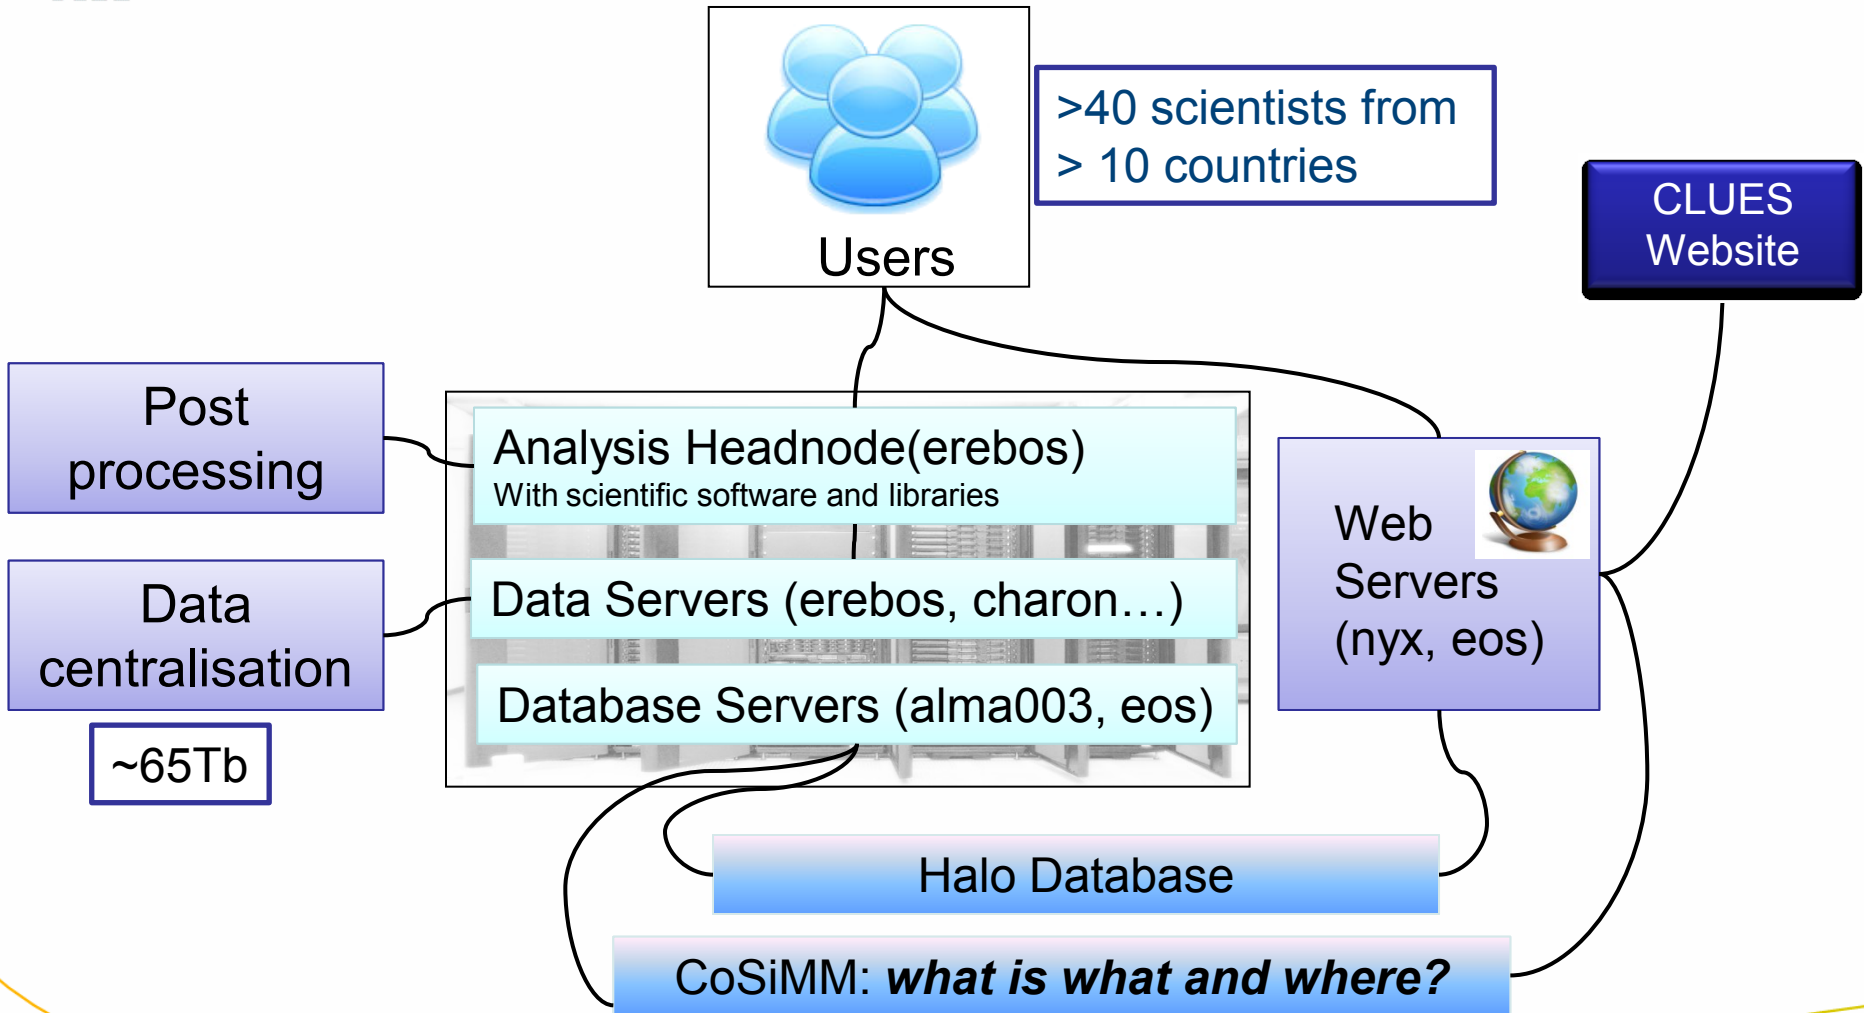 >40 scientists from
> 10 countries
Users
CLUES
Website
Post
processing
Analysis Headnode(erebos)
With scientific software and libraries
Web
Servers
(nyx, eos)
Data
centralisation
Data Servers (erebos, charon…)
Database Servers (alma003, eos)
~65Tb
Halo Database
CoSiMM: what is what and where?